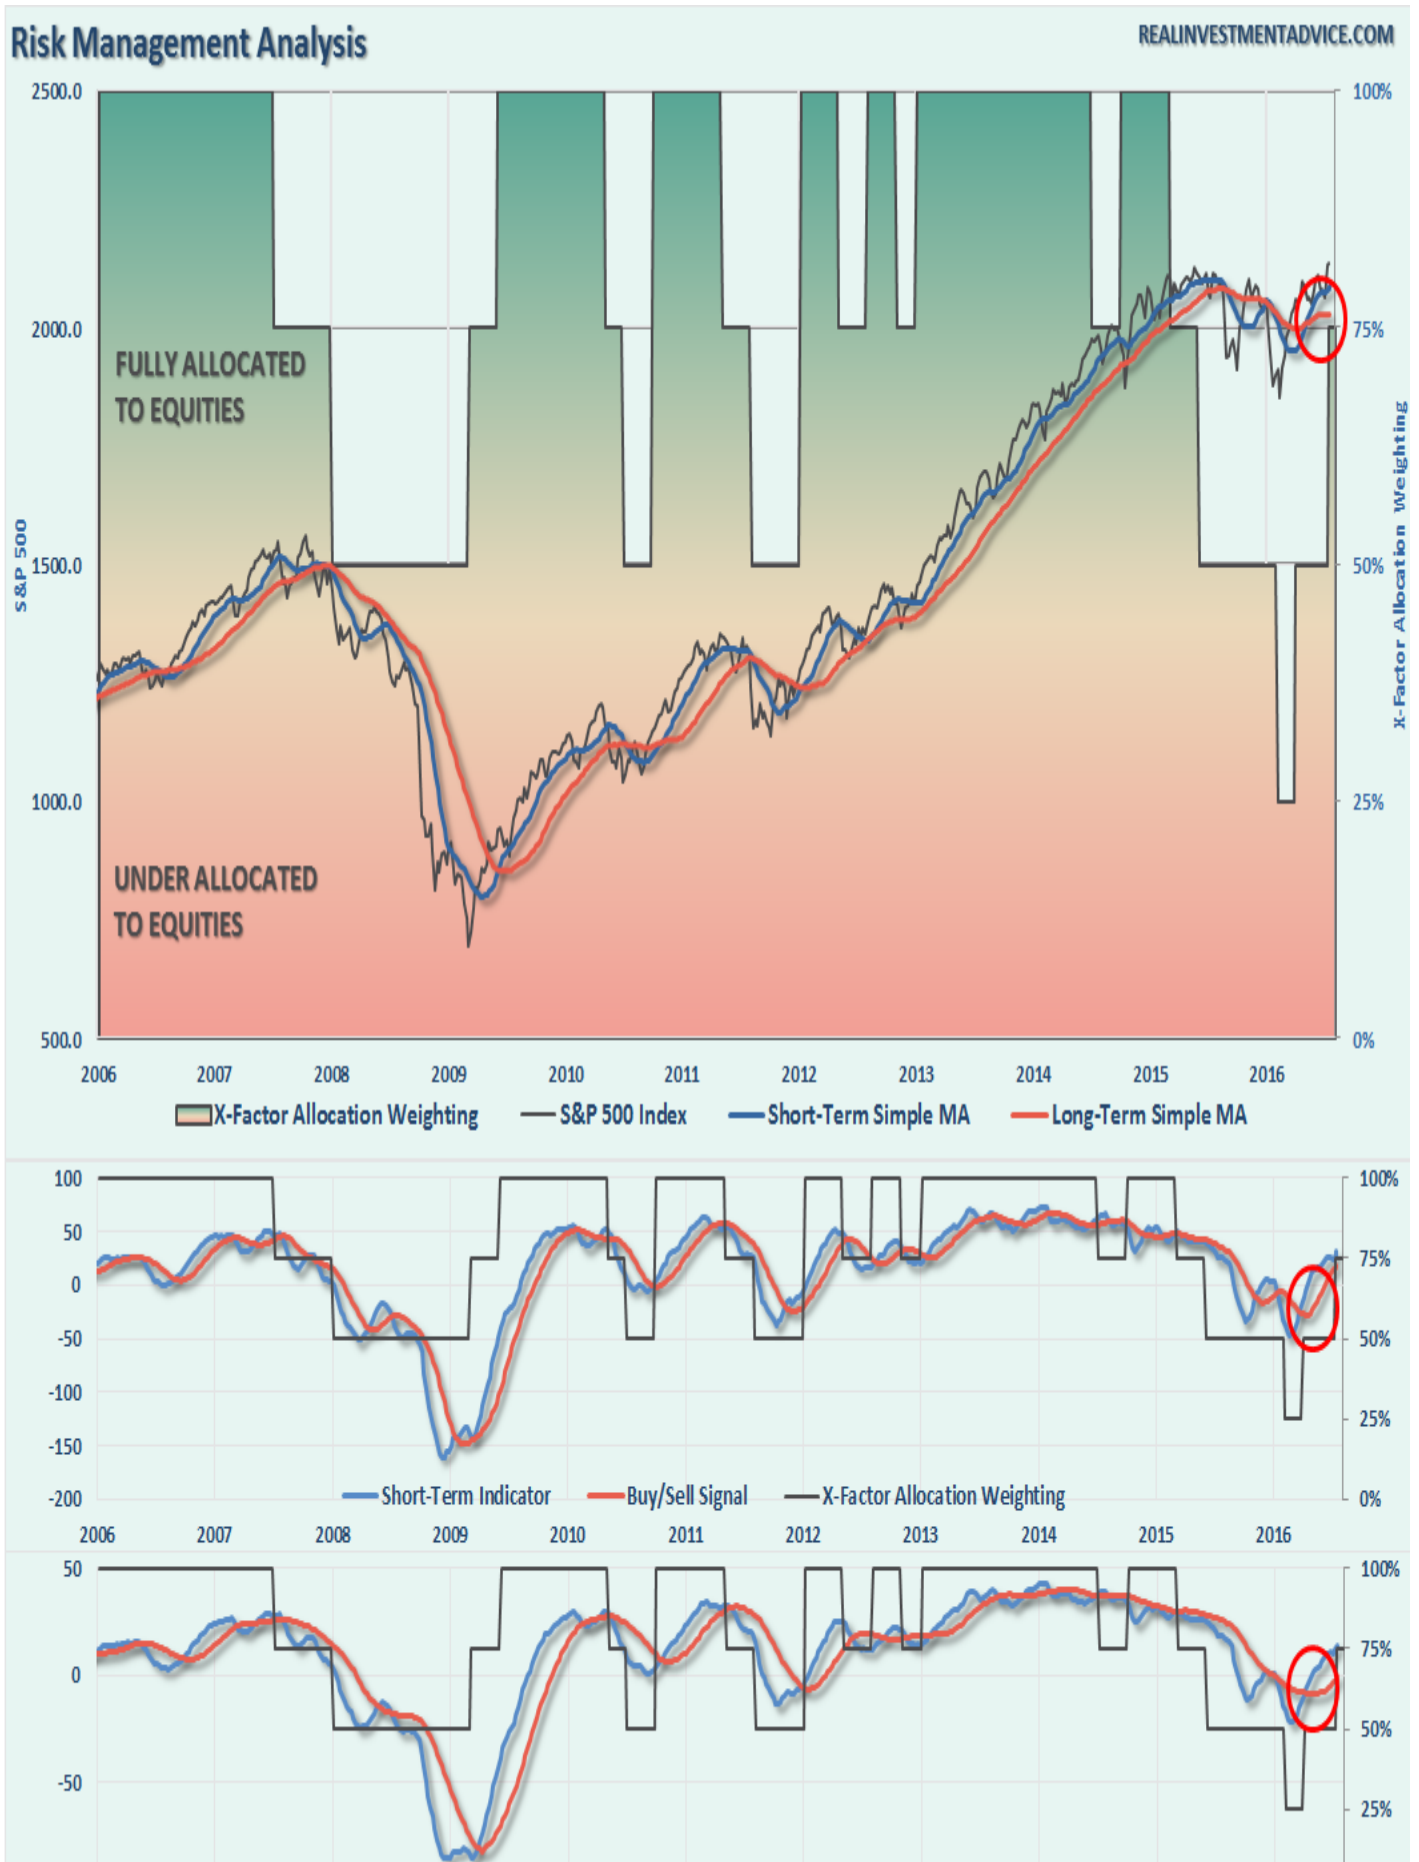 Risk Management Analysis
REALINVESTMENTADVICE.COM
2500.0
2000.0
1500.0
1000.0
500.0
S&P 500
100%
75%
50%
25%
0%
X-Factor Allocation Weighting
FULLY ALLOCATED
TO EQUITIES
UNDER ALLOCATED
TO EQUITIES
2006 2007 2008 2009 2010 2011 2012 2013 2014 2015 2016
X-Factor Allocation Weighting S&P 500 Index Short-Term Simple MA Long-Term Simple MA
100
50
0
-50
-100
-150
-200
100%
75%
50%
25%
0%
Short-Term Indicator Buy/Sell Signal X-Factor Allocation Weighting
2006 2007 2008 2009 2010 2011 2012 2013 2014 2015 2016
50
0
-50
100%
75%
50%
25%